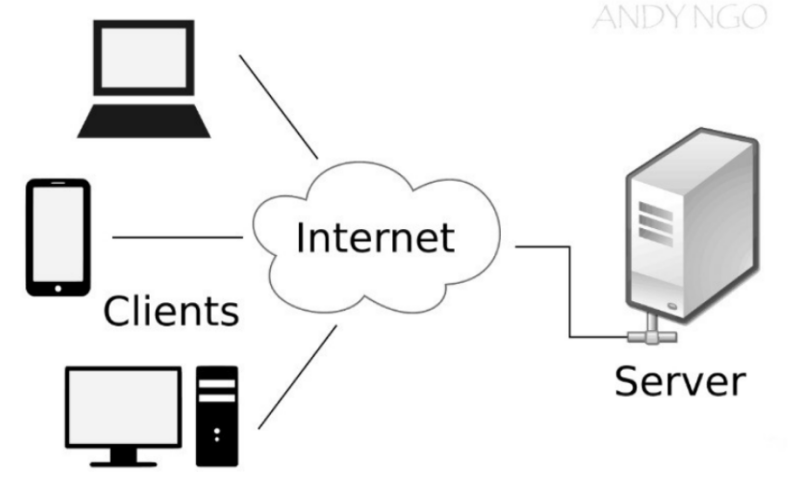 ANDY NGO
Internet
Clients
Server